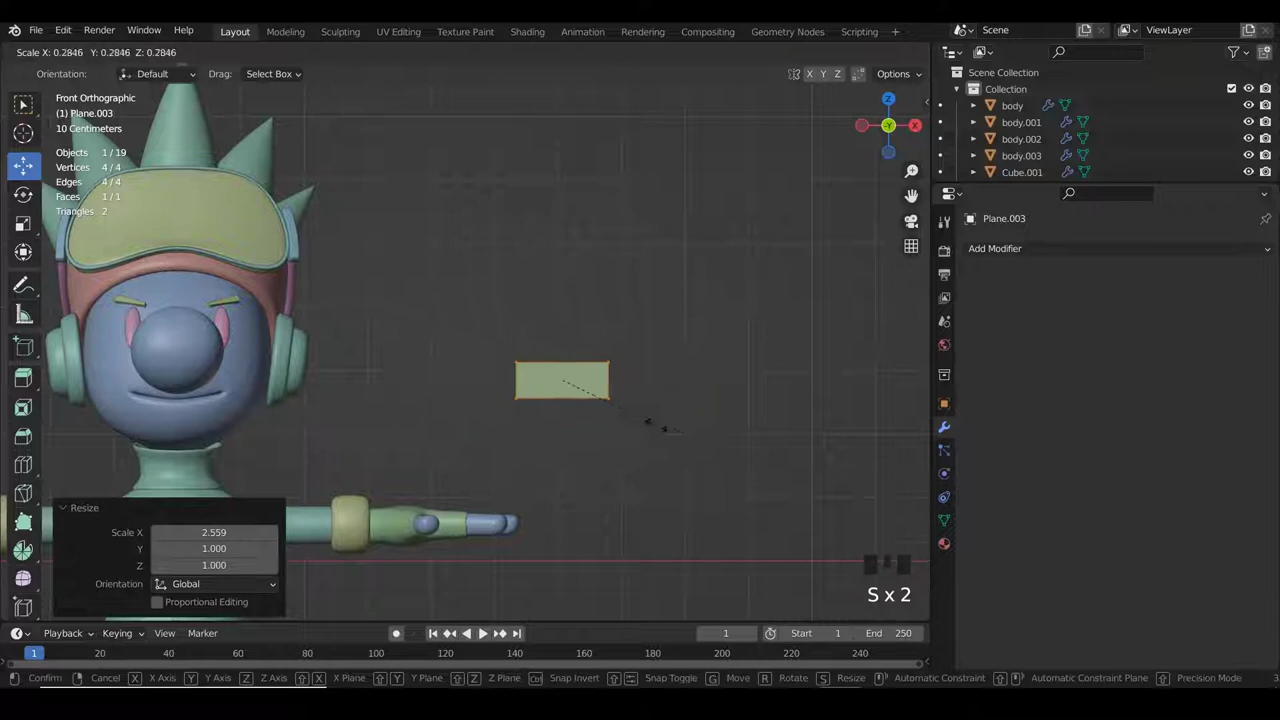 File Edit Render Window Help Layout Modeling Sculpting UV Editing Texture Paint Shading Animation Rendering Compositing Geometry Nodes Scripting + Scene ViewLayer
Scale X: 0.2846 Y: 0.2846 Z: 0.2846
Orientation: Default Drag: Select Box X Y Z Options
Scene Collection
Collection
body
body.001
body.002
body.003
Cube.001
Front Orthographic
(1) Plane.003
10 Centimeters
Objects 1/19
Vertices 4/4
Edges 4/4
Faces 1/1
Triangles 2
Z
-Y X
Plane.003
Add Modifier
Resize
Scale X 2.559
Y 1.000
Z 1.000
Orientation Global
Proportional Editing
S x 2
Playback Keying View Marker 1 Start 1 End 250
1 20 40 60 80 100 120 140 160 180 200 220 240
Confirm Cancel X X Axis Y Y Axis Z Z Axis X X Plane Y Y Plane Z Z Plane Ctrl Snap Invert Snap Toggle G Move R Rotate S Resize Automatic Constraint Automatic Constraint Plane Precision Mode